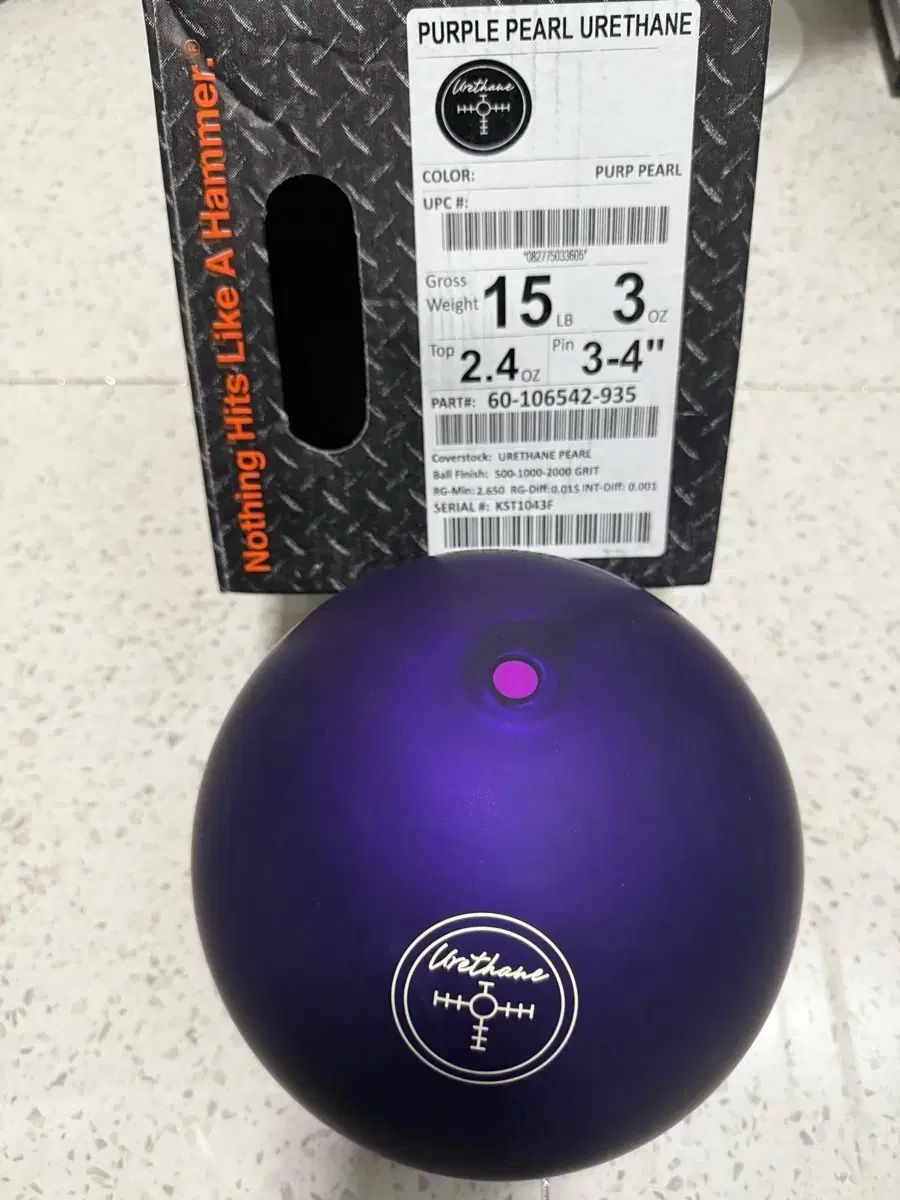 Nothing Hits Like A Hammer.®
PURPLE PEARL URETHANE
Urethane
COLOR: PURP PEARL
UPC #:
*082775033605*
Gross Weight 15 LB 3 OZ
Top 2.4 OZ Pin 3-4"
PART#: 60-106542-935
Coverstock: URETHANE PEARL
Ball Finish: 500-1000-2000 GRIT
RG-Min: 2.650 RG-Diff:0.015 INT-Diff: 0.001
SERIAL #: KST1043F
Urethane